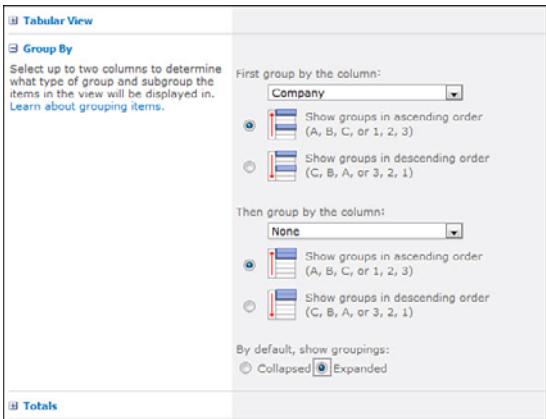 Tabular View
Group By
Select up to two columns to determine
what type of group and subgroup the
items in the view will be displayed in.
Learn about grouping items.
First group by the column:
Company
Show groups in ascending order
(A, B, C, or 1, 2, 3)
Show groups in descending order
(C, B, A, or 3, 2, 1)
Then group by the column:
None
Show groups in ascending order
(A, B, C, or 1, 2, 3)
Show groups in descending order
(C, B, A, or 3, 2, 1)
By default, show groupings:
Collapsed Expanded
Totals